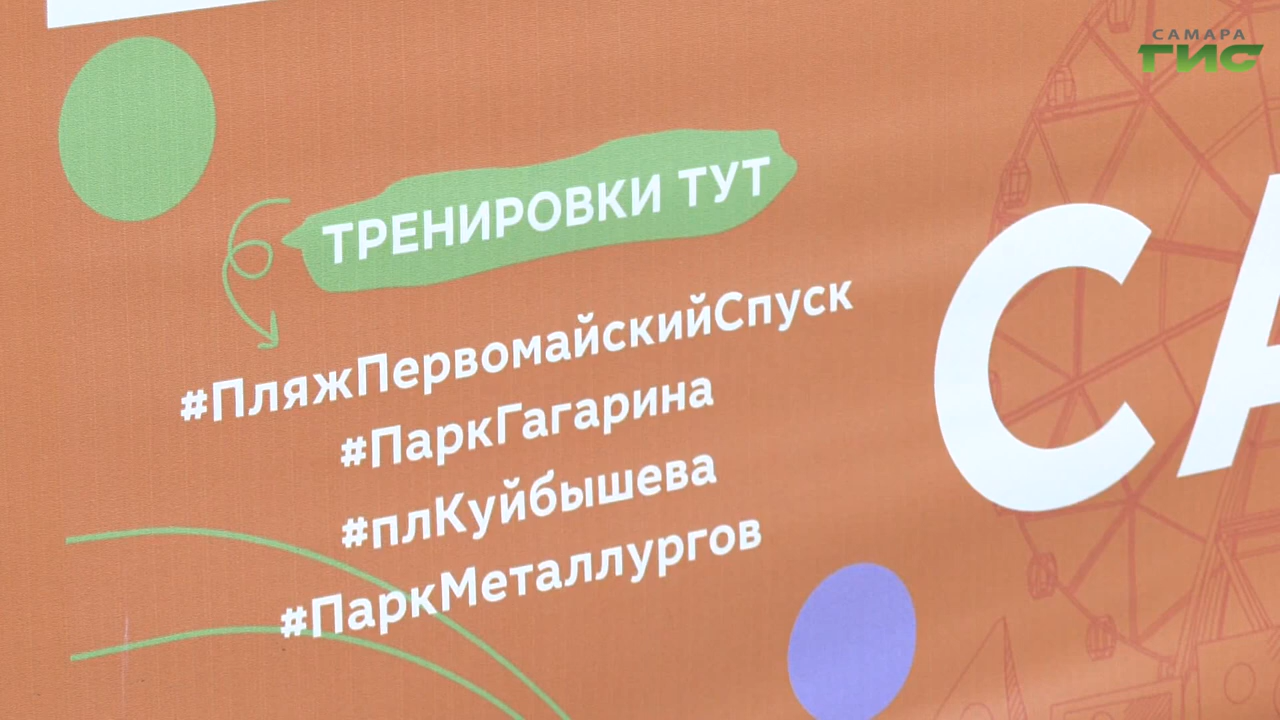 САМАРА
ГИС
ТРЕНИРОВКИ ТУТ
#ПляжПервомайскийСпуск
#ПаркГагарина
#плКуйбышева
#ПаркМеталлургов
СА